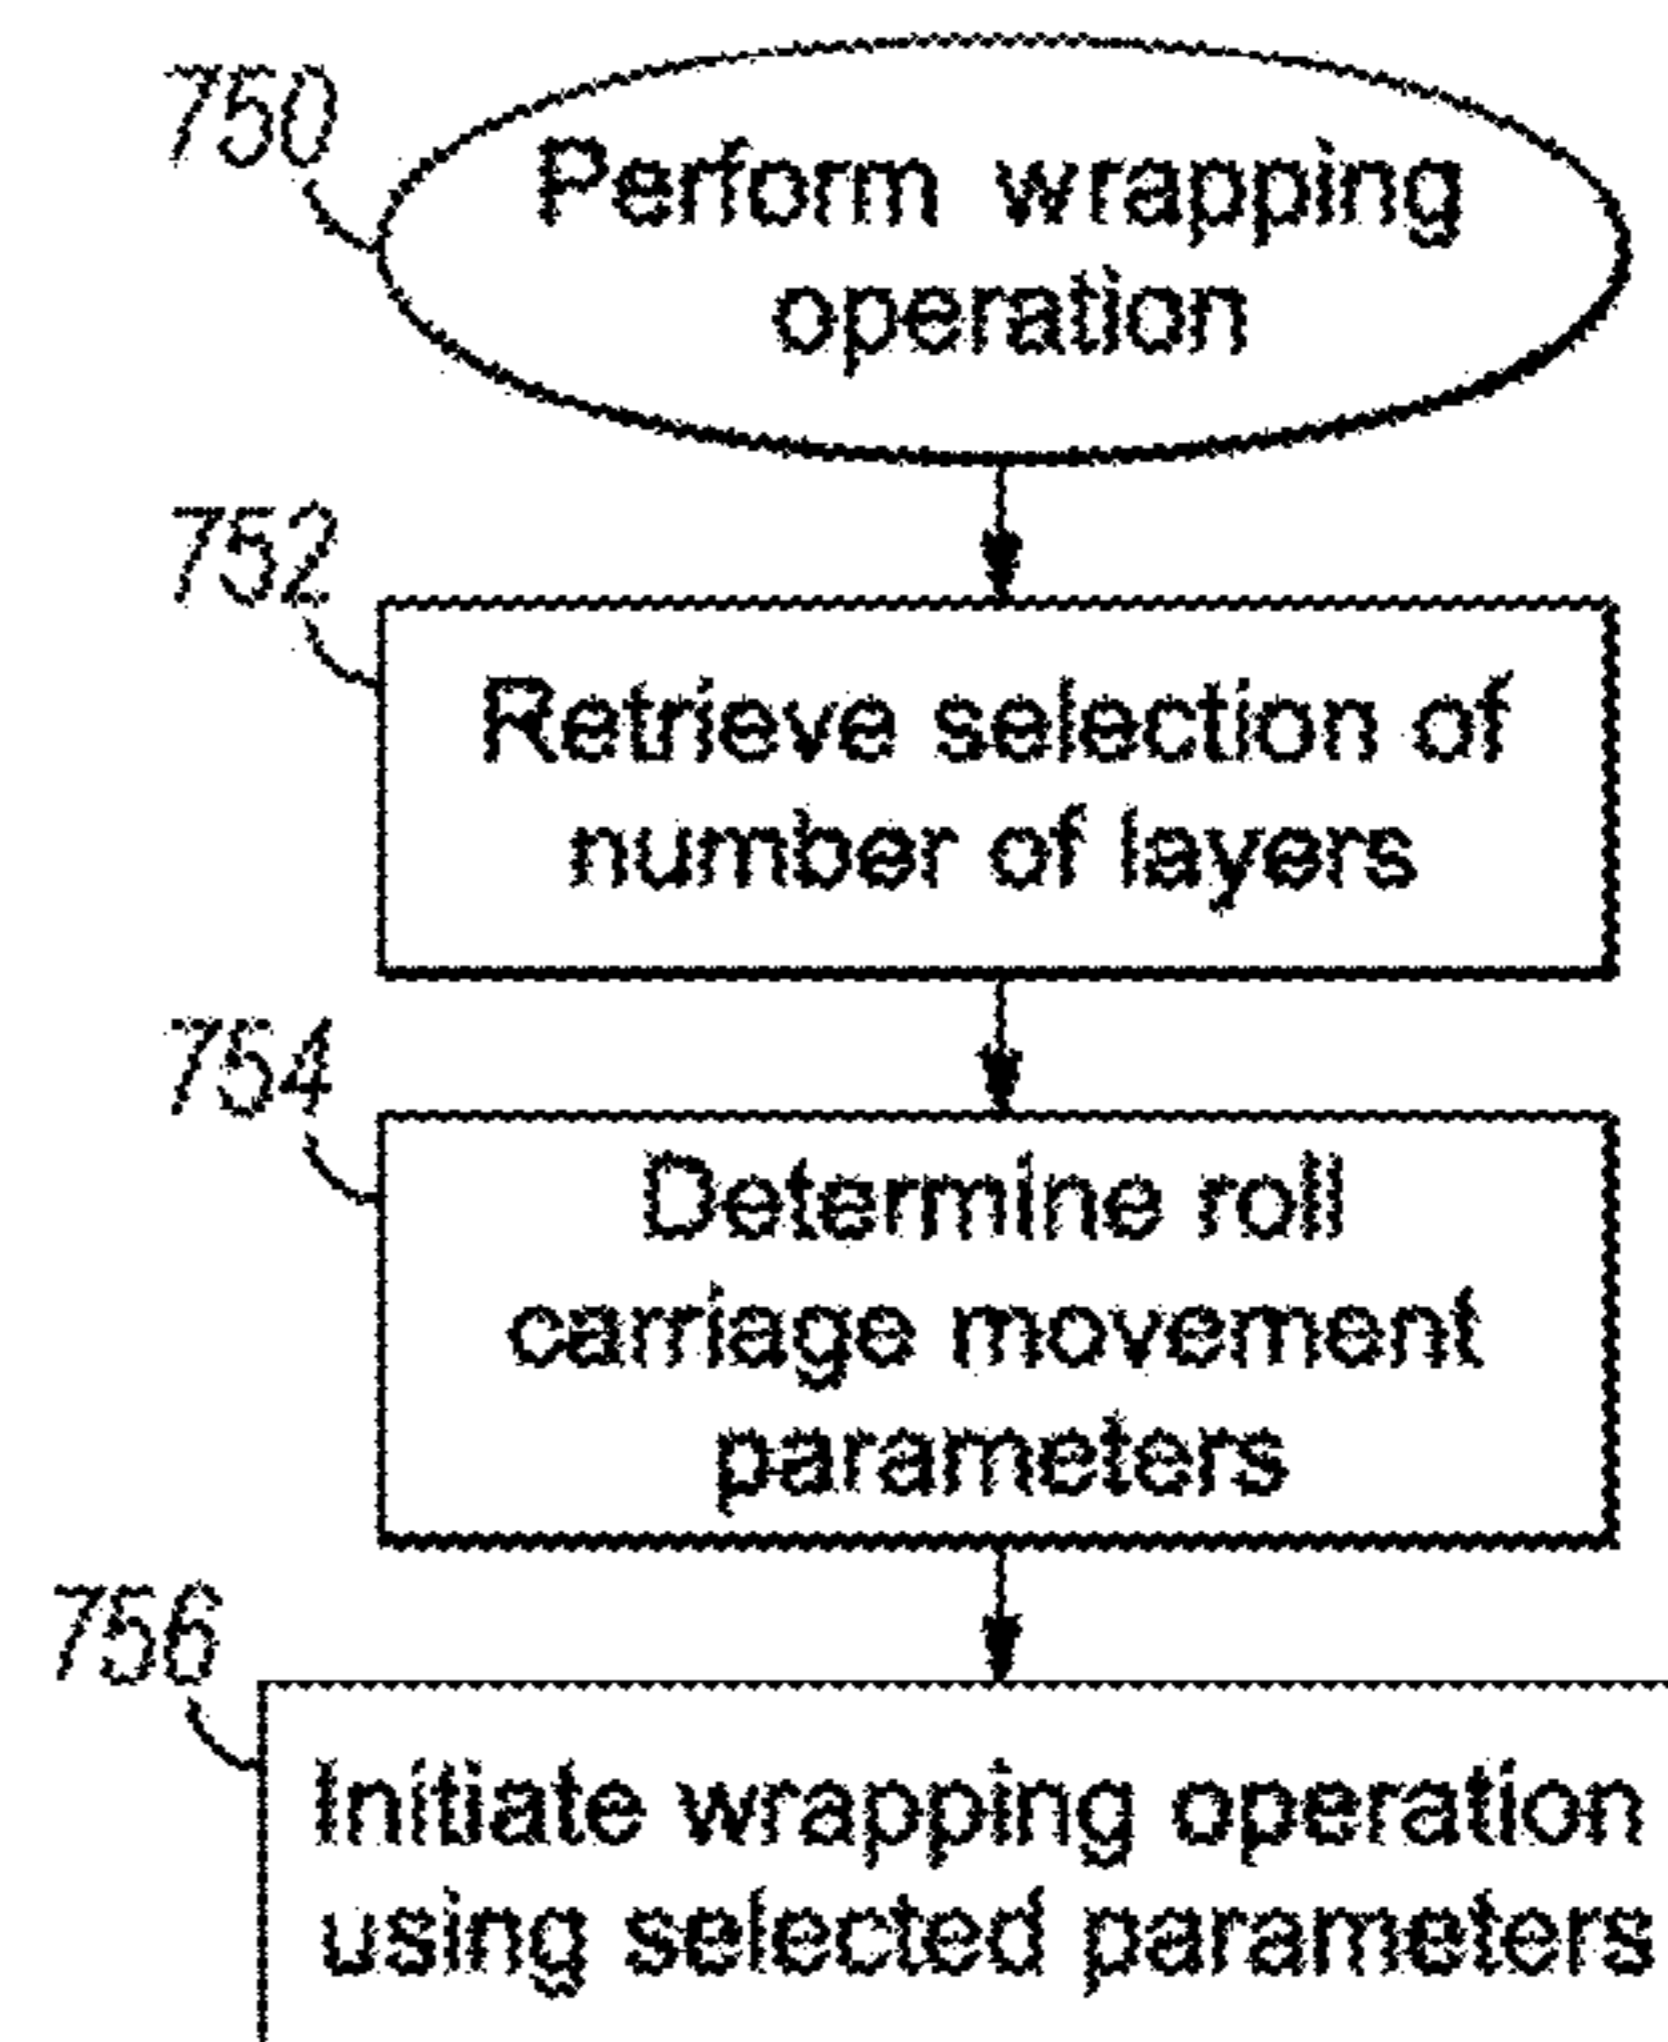 750
Perform wrapping
operation
752
Retrieve selection of
number of layers
754
Determine roll
carriage movement
parameters
756
Initiate wrapping operation
using selected parameters